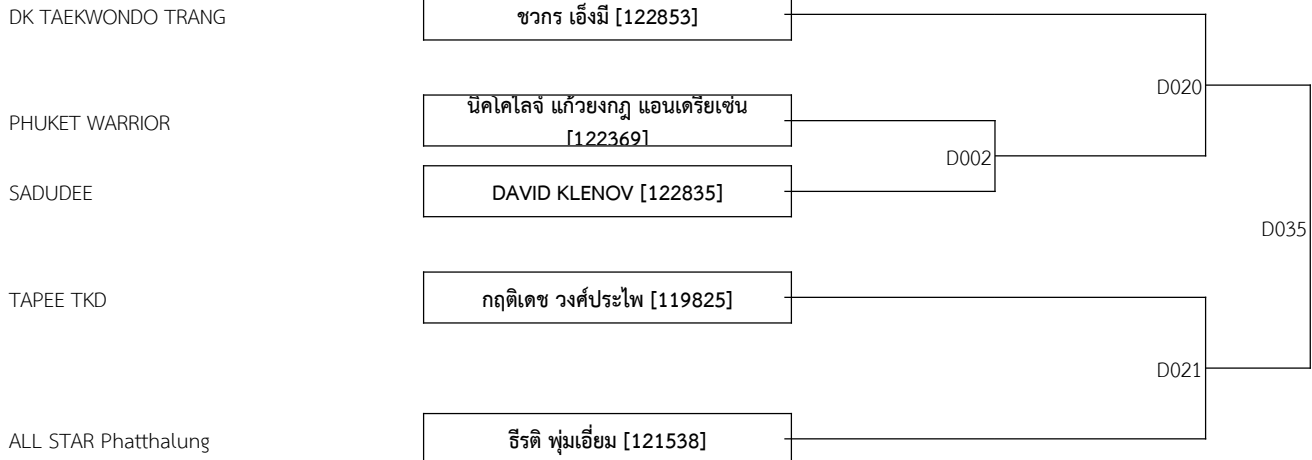 DK TAEKWONDO TRANG
ชวกร เอ็งมี [122853]
D020
PHUKET WARRIOR
นิคโคไลจ์ แก้วยงกฎ แอนเดรียเซ่น
[122369]
D002
SADUDEE
DAVID KLENOV [122835]
D035
TAPEE TKD
กฤติเดช วงศ์ประไพ [119825]
D021
ALL STAR Phatthalung
ธีรติ พุ่มเอี่ยม [121538]